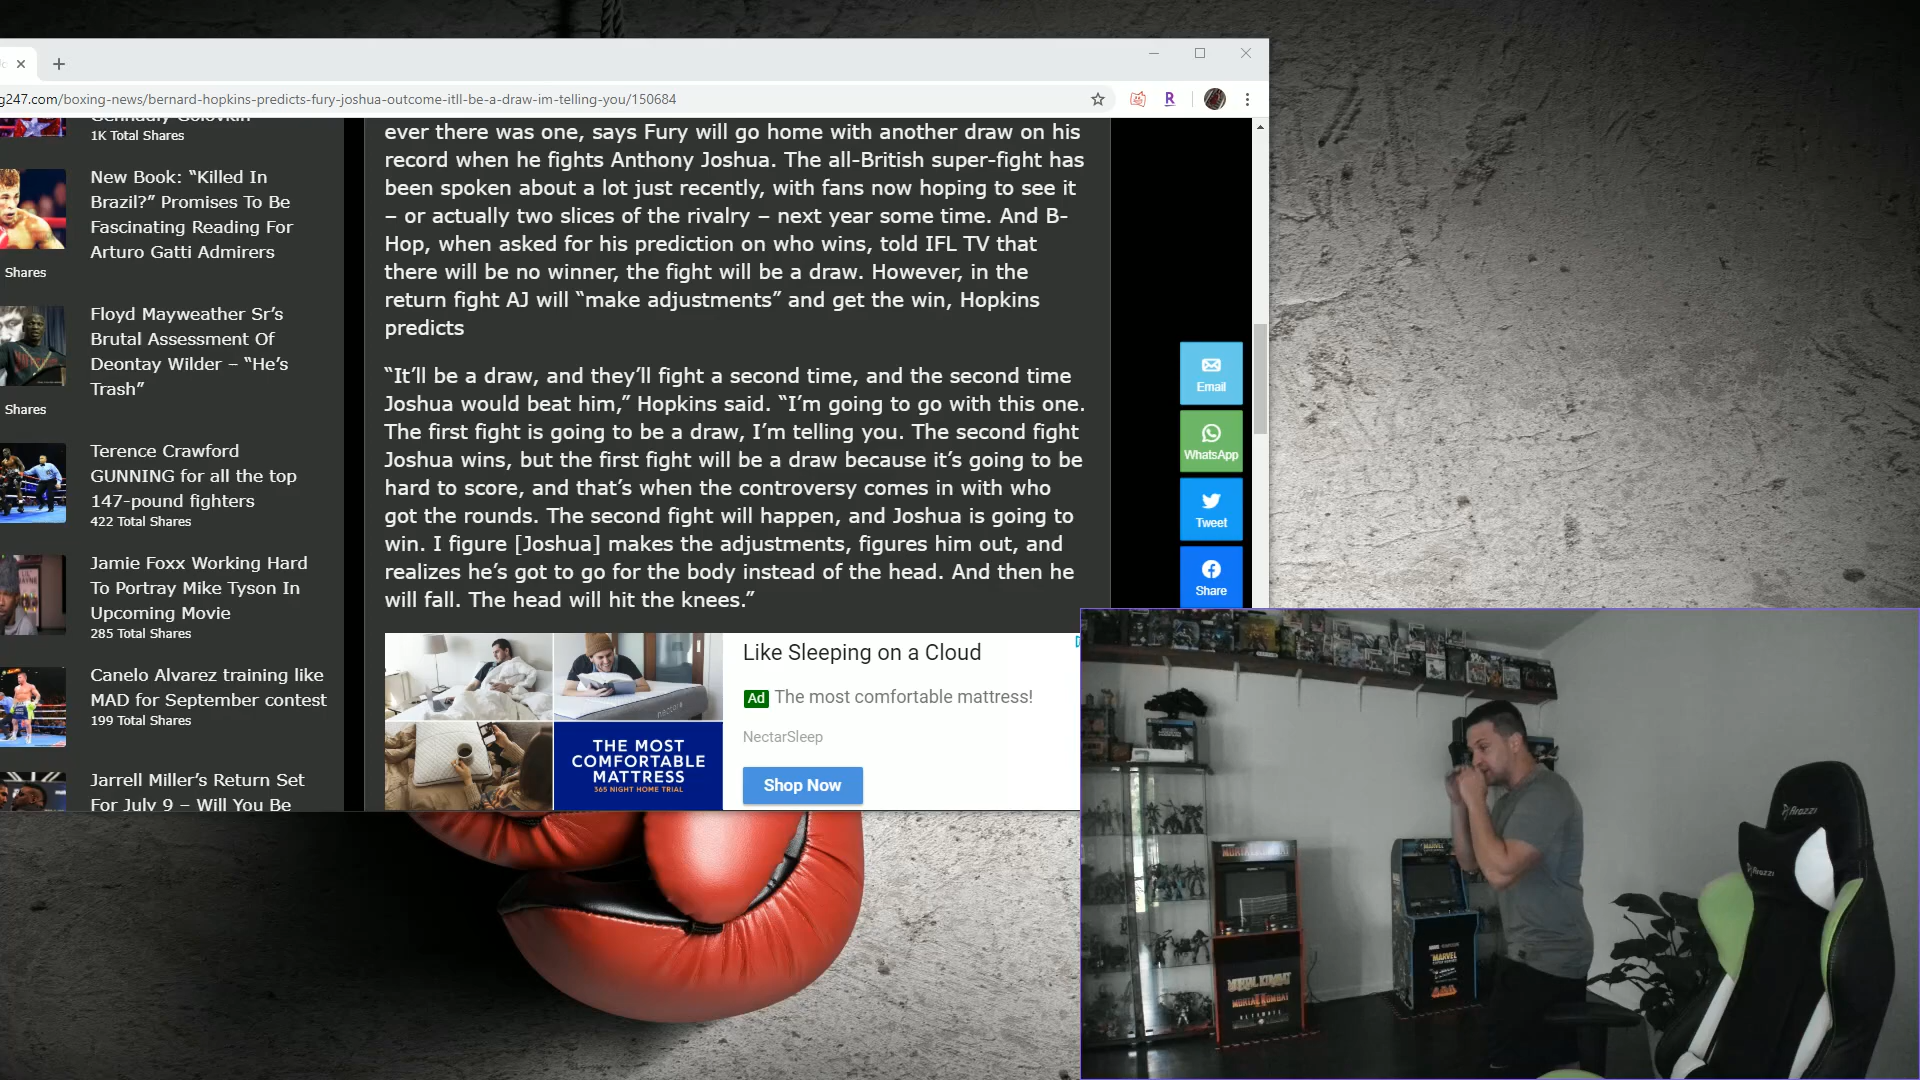 g247.com/boxing-news/bernard-hopkins-predicts-fury-joshua-outcome-itll-be-a-draw-im-telling-you/150684
R
1K Total Shares
New Book: “Killed In
Brazil?” Promises To Be
Fascinating Reading For
Arturo Gatti Admirers
Shares
Floyd Mayweather Sr’s
Brutal Assessment Of
Deontay Wilder – “He’s
Trash”
Shares
Terence Crawford
GUNNING for all the top
147-pound fighters
422 Total Shares
Jamie Foxx Working Hard
To Portray Mike Tyson In
Upcoming Movie
285 Total Shares
Canelo Alvarez training like
MAD for September contest
199 Total Shares
Jarrell Miller’s Return Set
For July 9 – Will You Be
ever there was one, says Fury will go home with another draw on his
record when he fights Anthony Joshua. The all-British super-fight has
been spoken about a lot just recently, with fans now hoping to see it
– or actually two slices of the rivalry – next year some time. And B-
Hop, when asked for his prediction on who wins, told IFL TV that
there will be no winner, the fight will be a draw. However, in the
return fight AJ will “make adjustments” and get the win, Hopkins
predicts
“It’ll be a draw, and they’ll fight a second time, and the second time
Joshua would beat him,” Hopkins said. “I’m going to go with this one.
The first fight is going to be a draw, I’m telling you. The second fight
Joshua wins, but the first fight will be a draw because it’s going to be
hard to score, and that’s when the controversy comes in with who
got the rounds. The second fight will happen, and Joshua is going to
win. I figure [Joshua] makes the adjustments, figures him out, and
realizes he’s got to go for the body instead of the head. And then he
will fall. The head will hit the knees.”
Email
WhatsApp
Tweet
Share
nectar
THE MOST
COMFORTABLE
MATTRESS
365 NIGHT HOME TRIAL
Like Sleeping on a Cloud
Ad The most comfortable mattress!
NectarSleep
Shop Now
MORTAL KOMBAT
MORTAL KOMBAT
MORTAL KOMBAT
ULTIMATE
MARVEL
MARVEL
Arozzi
Arozzi